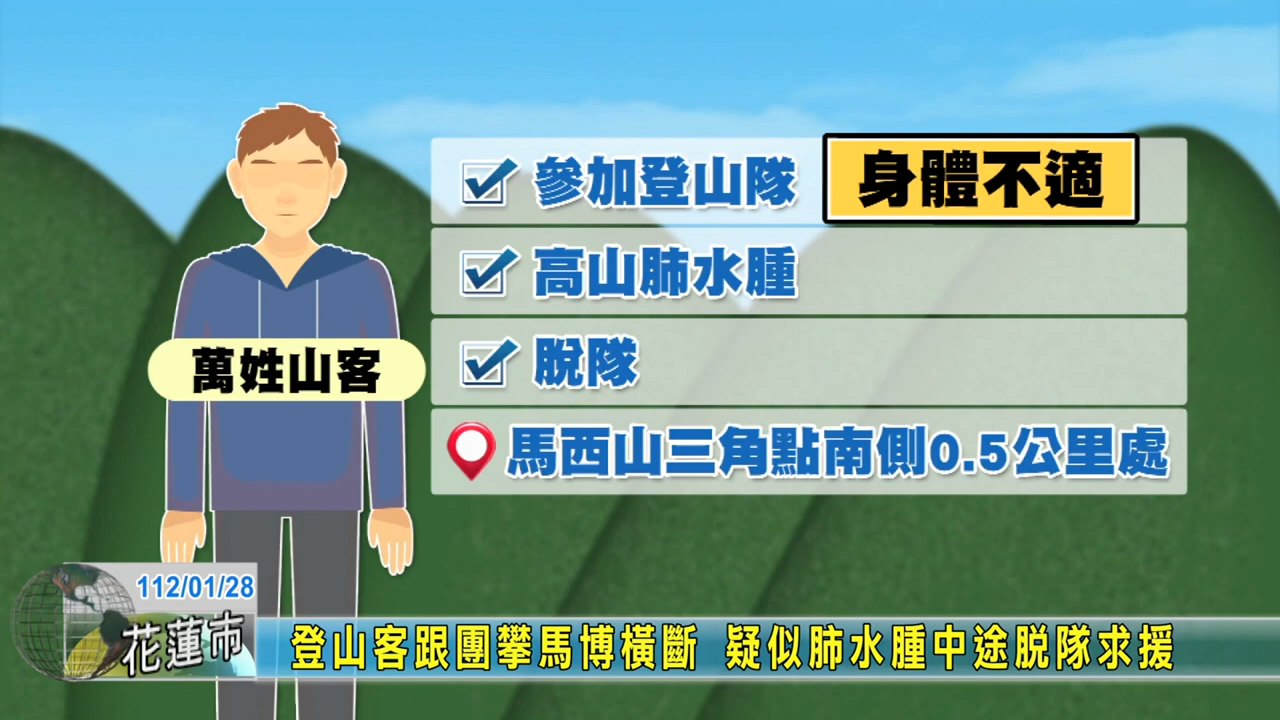 參加登山隊 身體不適
高山肺水腫
脫隊
馬西山三角點南側0.5公里處
萬姓山客
112/01/28
花蓮市
登山客跟團攀馬博橫斷 疑似肺水腫中途脫隊求援